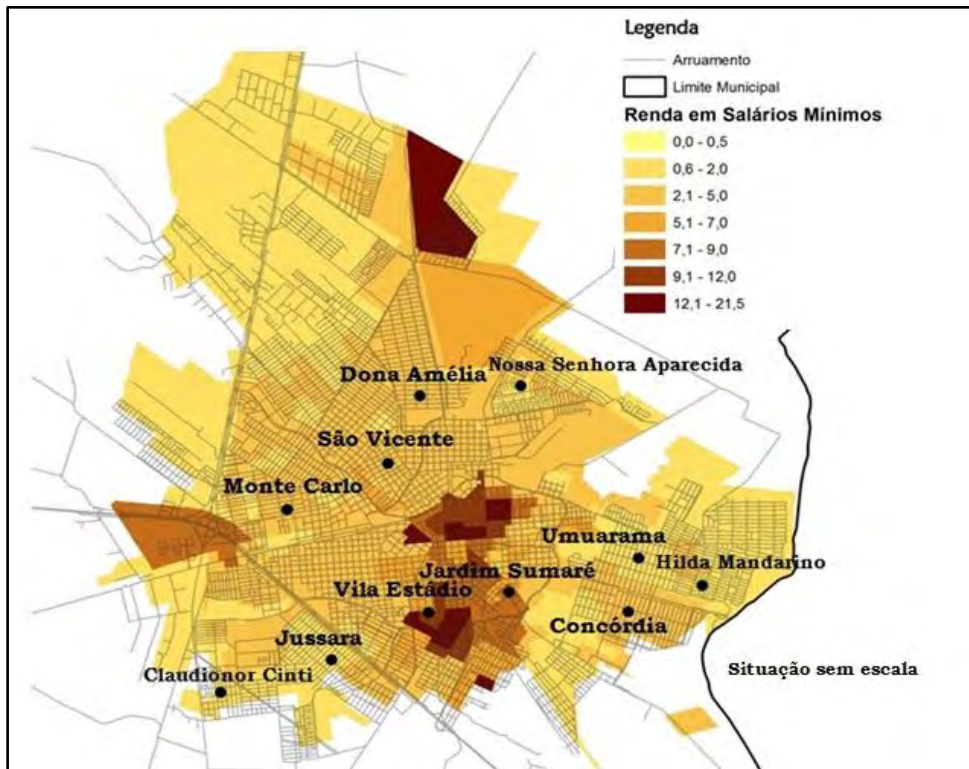 Legenda
Arruamento
Limite Municipal
Renda em Salários Mínimos
0,0 - 0,5
0,6 - 2,0
2,1 - 5,0
5,1 - 7,0
7,1 - 9,0
9,1 - 12,0
12,1 - 21,5
Nossa Senhora Aparecida
Dona Amélia
São Vicente
Monte Carlo
Umuarama
Hilda Mandarino
Jardim Sumaré
Vila Estádio
Concórdia
Jussara
Situação sem escala
Claudionor Cinti